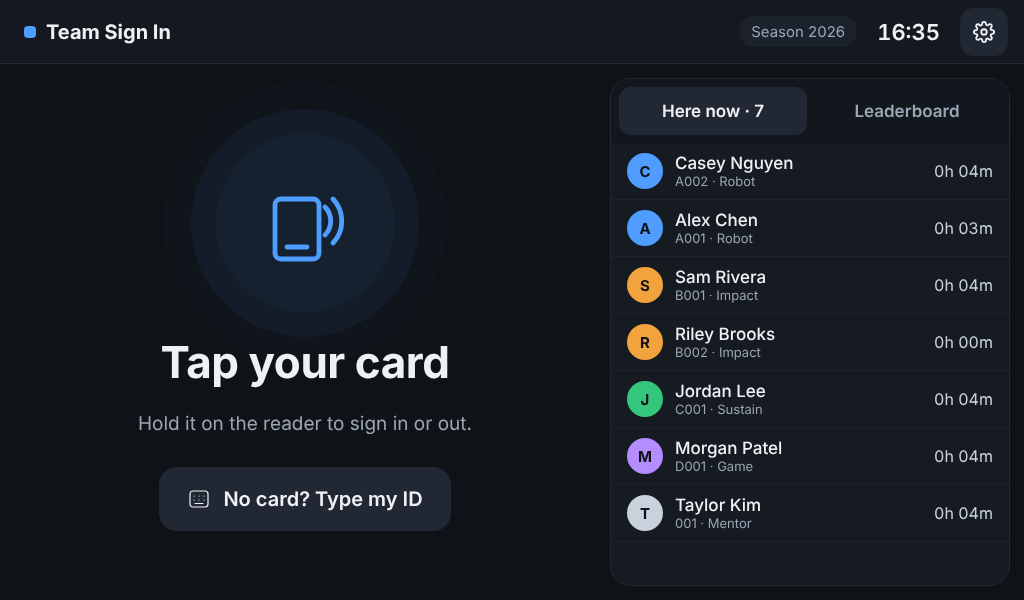 Team Sign In
Season 2026
16:35
Tap your card
Hold it on the reader to sign in or out.
No card? Type my ID
Here now · 7
Leaderboard
C
Casey Nguyen
A002 · Robot
0h 04m
A
Alex Chen
A001 · Robot
0h 03m
S
Sam Rivera
B001 · Impact
0h 04m
R
Riley Brooks
B002 · Impact
0h 00m
J
Jordan Lee
C001 · Sustain
0h 04m
M
Morgan Patel
D001 · Game
0h 04m
T
Taylor Kim
001 · Mentor
0h 04m